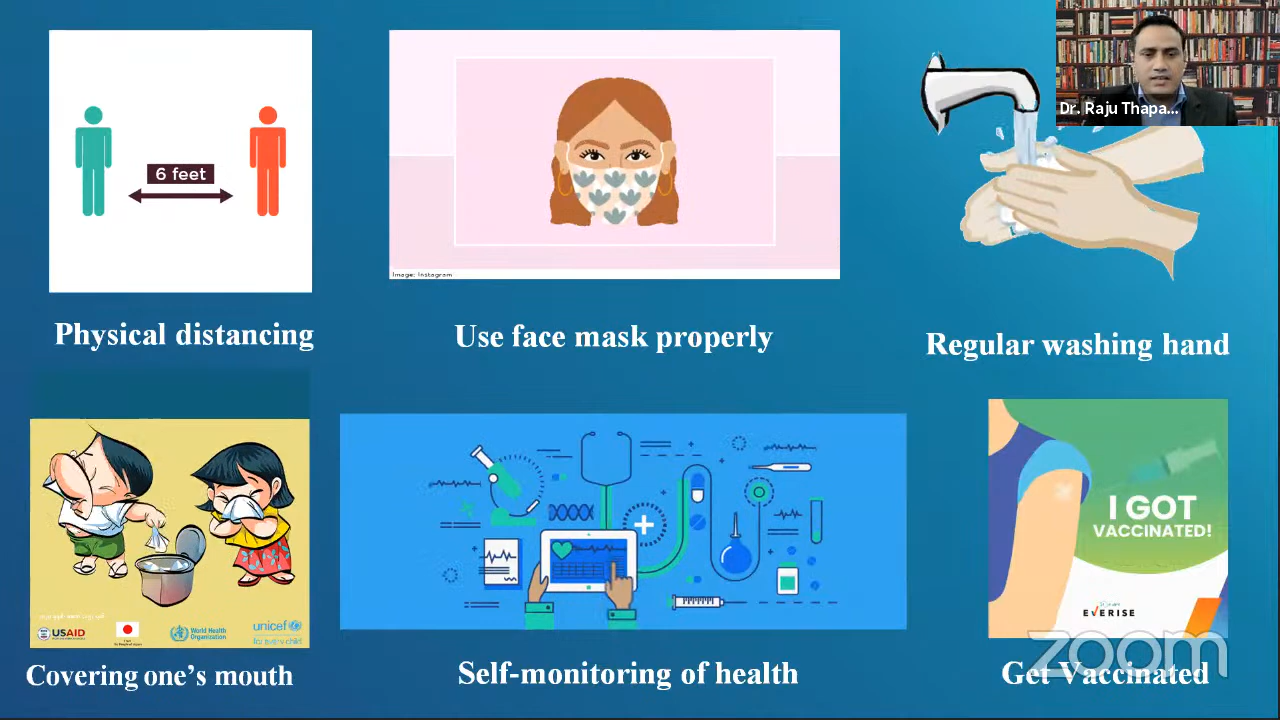 Dr. Raju Thapa...
6 feet
Image: Instagram
Physical distancing
Use face mask properly
Regular washing hand
I GOT
VACCINATED!
EVERISE
USAID
World Health
Organization
unicef
for every child
Covering one's mouth
Self-monitoring of health
Get Vaccinated
zoom